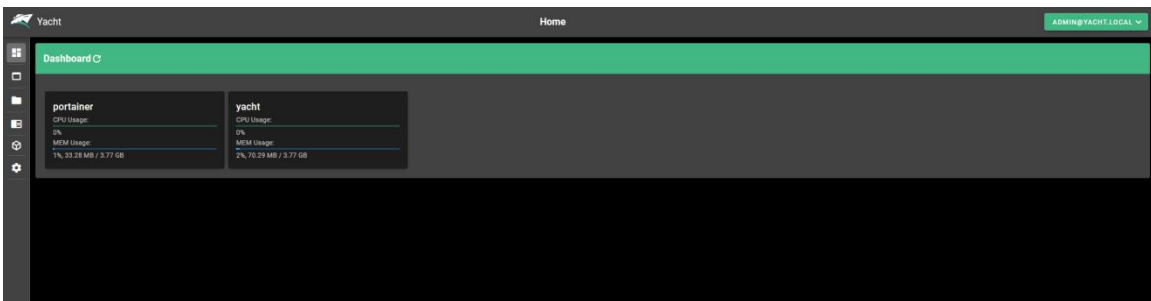 Yacht
Home
ADMIN@YACHT.LOCAL
Dashboard
portainer
CPU Usage:
0%
MEM Usage:
1%, 33.28 MB / 3.77 GB
yacht
CPU Usage:
0%
MEM Usage:
2%, 70.29 MB / 3.77 GB